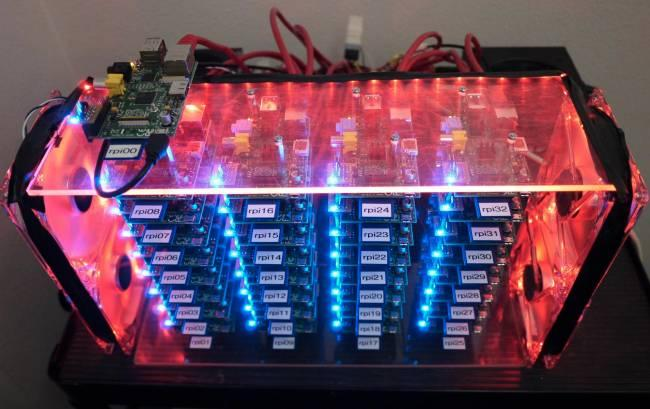 rpi00
rpi08 rpi16 rpi24 rpi32
rpi07 rpi15 rpi23 rpi31
rpi06 rpi14 rpi22 rpi30
rpi05 rpi13 rpi21 rpi29
rpi04 rpi12 rpi20 rpi28
rpi03 rpi11 rpi19 rpi27
rpi02 rpi10 rpi18 rpi26
rpi01 rpi09 rpi17 rpi25